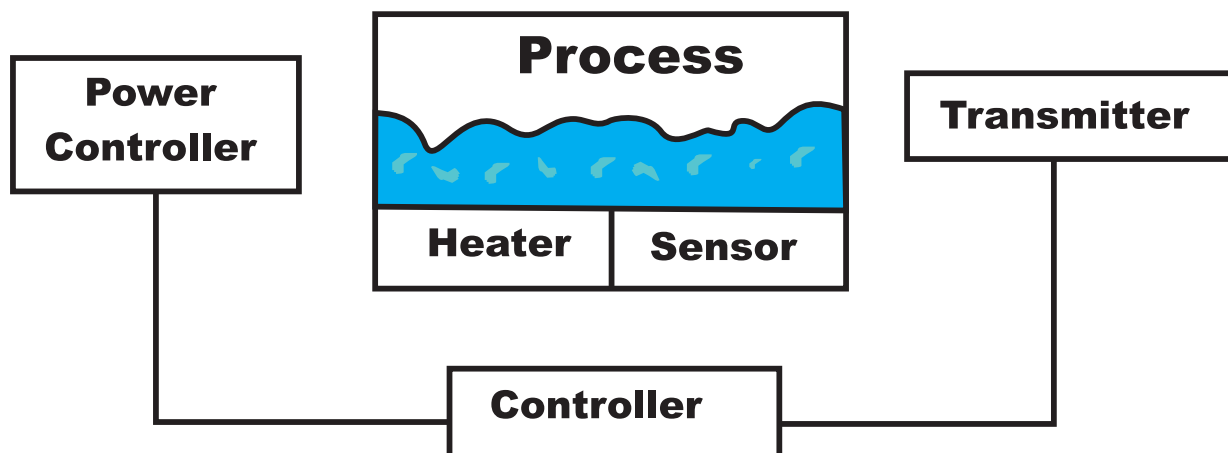 Process
Power
Controller
Transmitter
Heater
Sensor
Controller